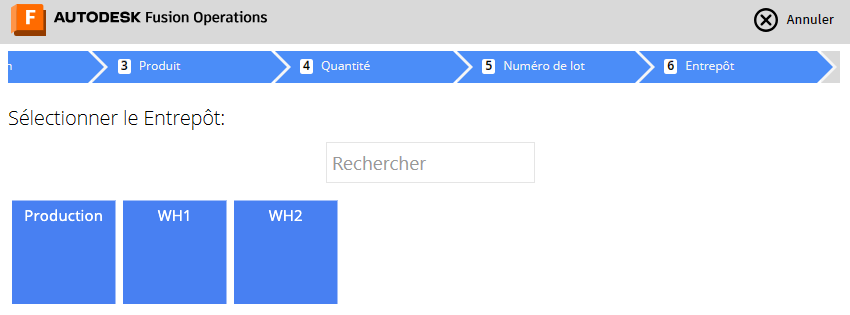 F AUTODESK Fusion Operations
Annuler
n 3 Produit 4 Quantité 5 Numéro de lot 6 Entrepôt
Sélectionner le Entrepôt:
Rechercher
Production WH1 WH2